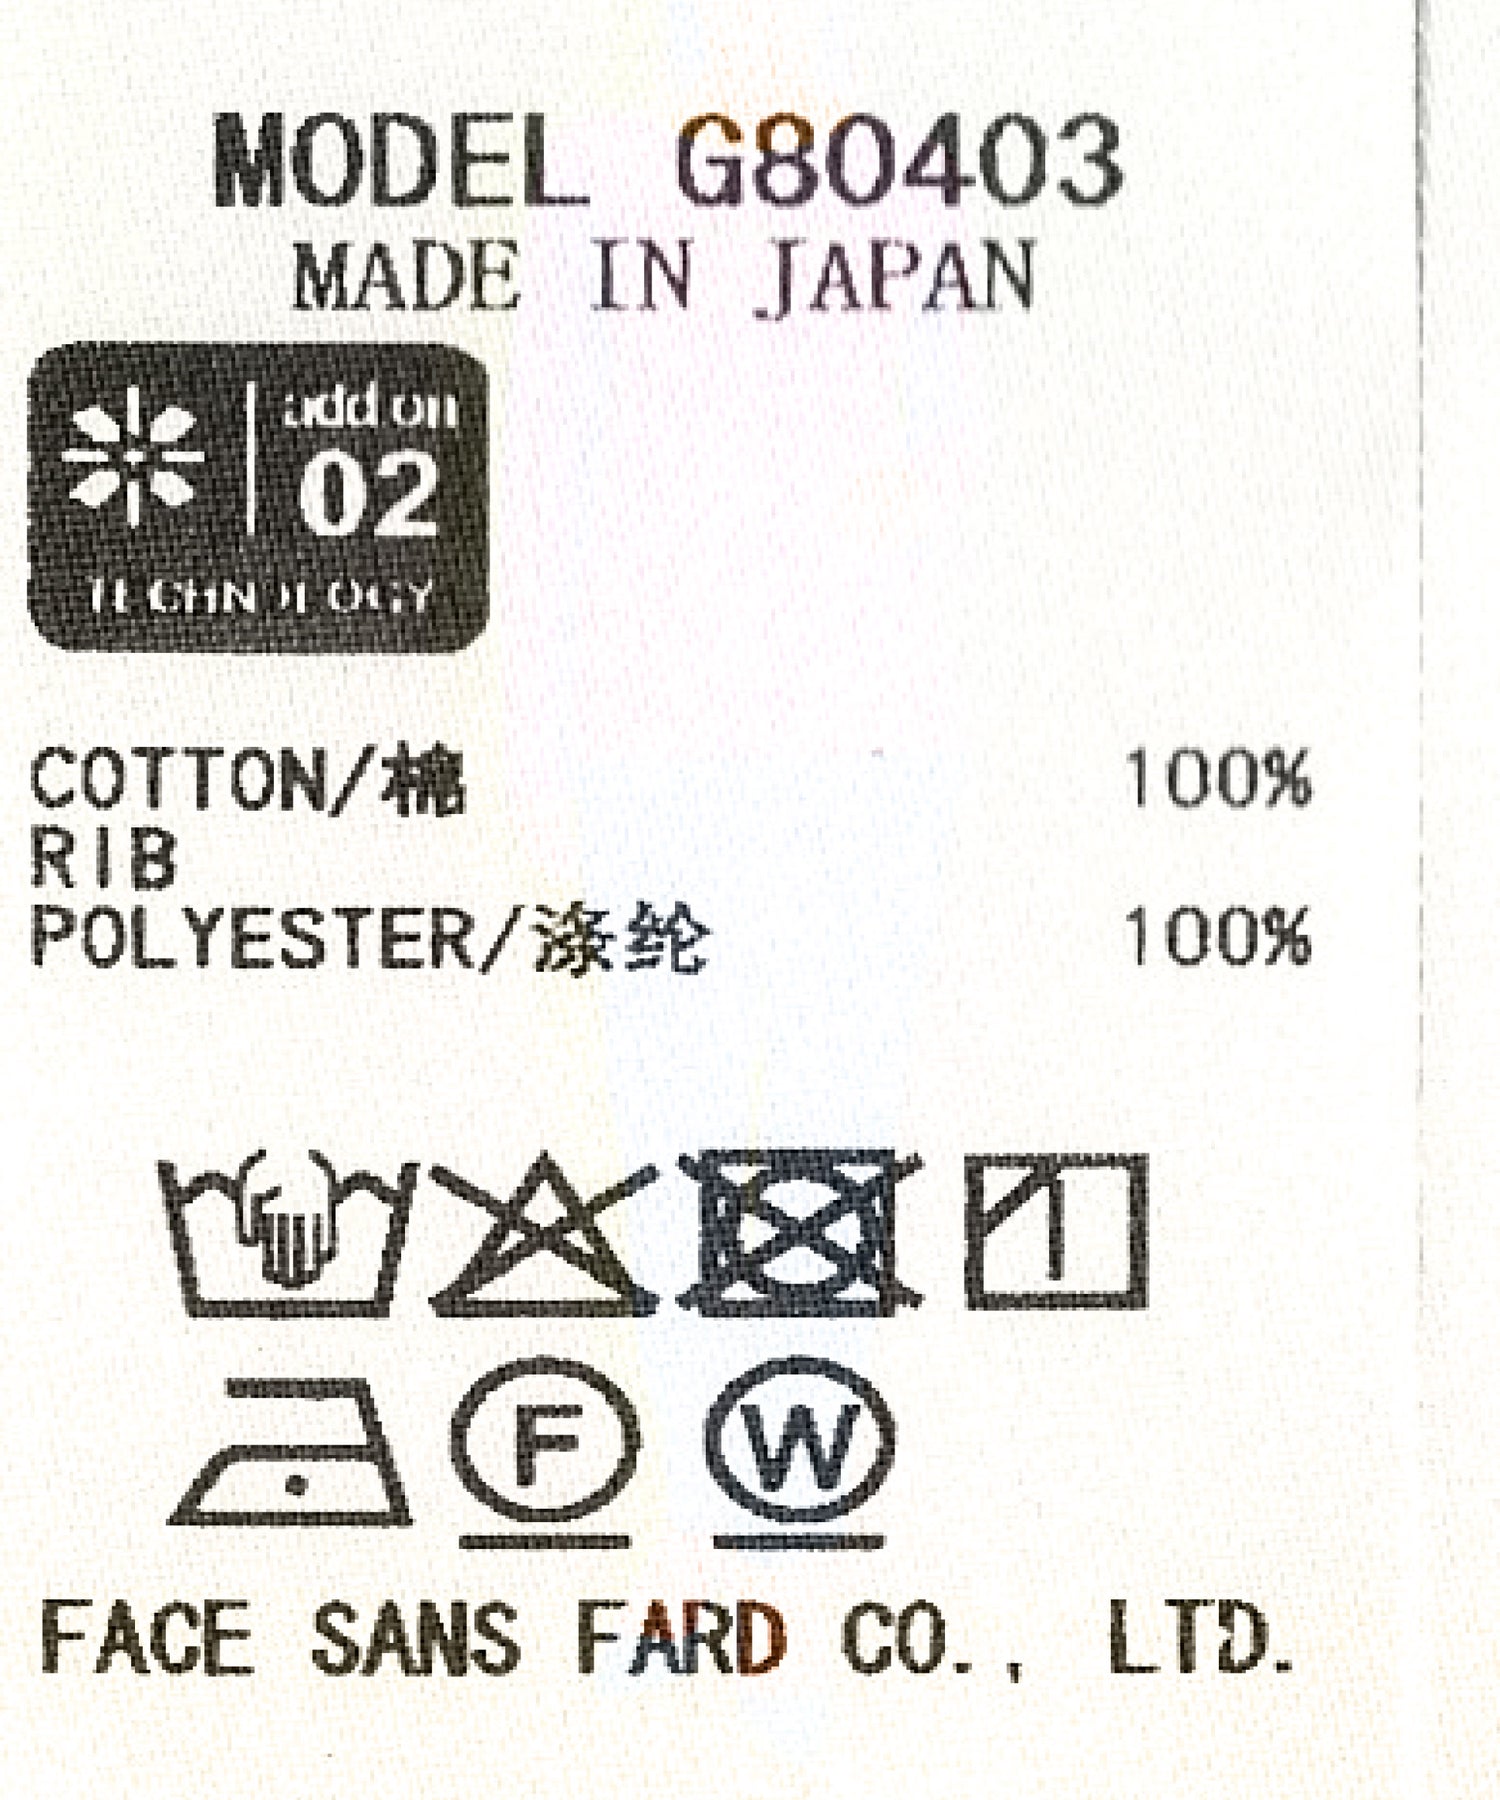 MODEL G80403
MADE IN JAPAN
add on
02
TECHNOLOGY
COTTON/棉 100%
RIB
POLYESTER/涤纶 100%
F
W
FACE SANS FARD CO., LTD.